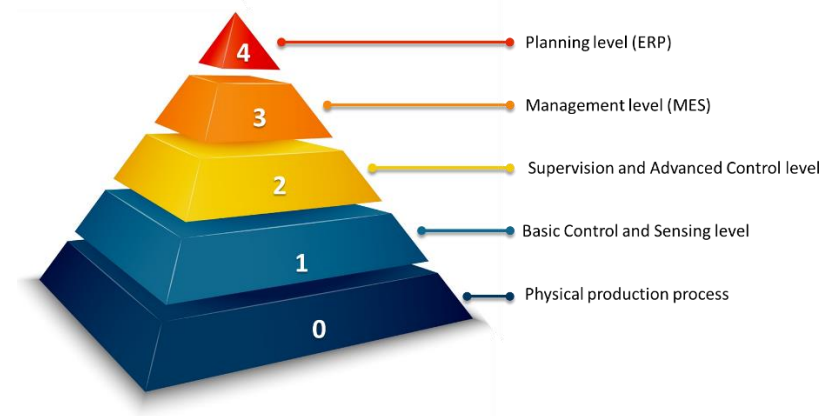 4
Planning level (ERP)
3
Management level (MES)
2
Supervision and Advanced Control level
1
Basic Control and Sensing level
0
Physical production process